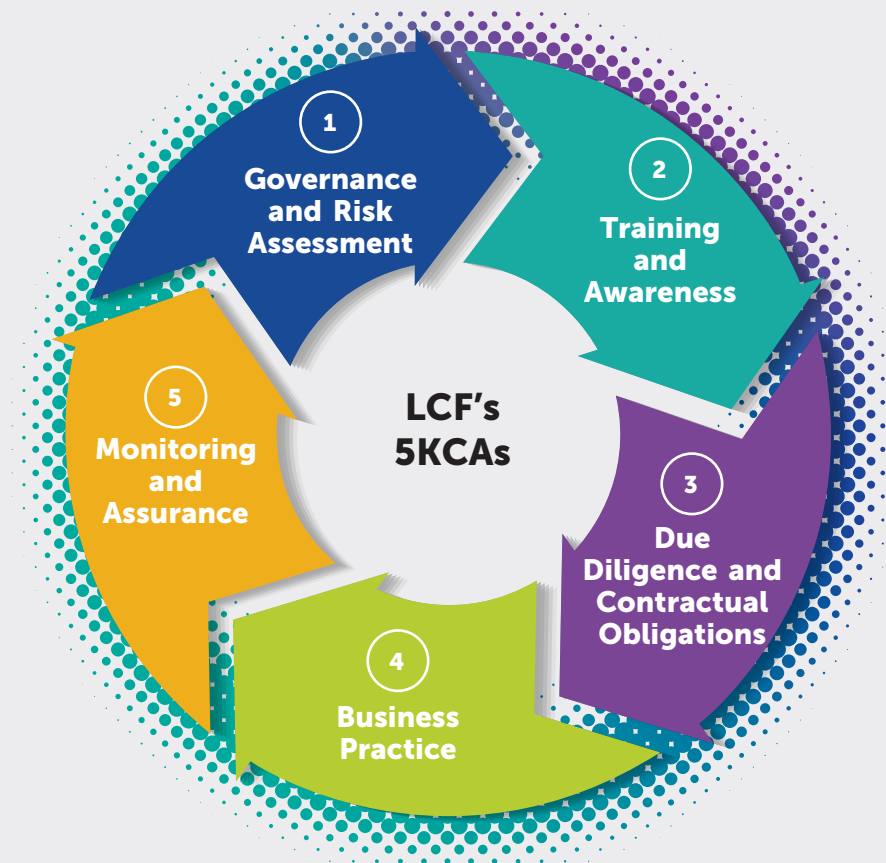 1
Governance
and Risk
Assessment
2
Training
and
Awareness
3
Due
Diligence and
Contractual
Obligations
4
Business
Practice
5
Monitoring
and
Assurance
LCF's
5KCAs